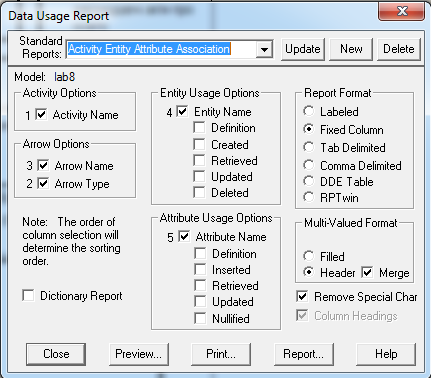 Data Usage Report
Standard Reports:
Activity Entity Attribute Association
Update
New
Delete
Model: lab8
Activity Options
1 Activity Name
Arrow Options
3 Arrow Name
2 Arrow Type
Note: The order of
column selection will
determine the sorting
order.
Dictionary Report
Entity Usage Options
4 Entity Name
Definition
Created
Retrieved
Updated
Deleted
Attribute Usage Options
5 Attribute Name
Definition
Inserted
Retrieved
Updated
Nullified
Report Format
Labeled
Fixed Column
Tab Delimited
Comma Delimited
DDE Table
RPTwin
Multi-Valued Format
Filled
Header Merge
Remove Special Char
Column Headings
Close
Preview...
Print...
Report...
Help